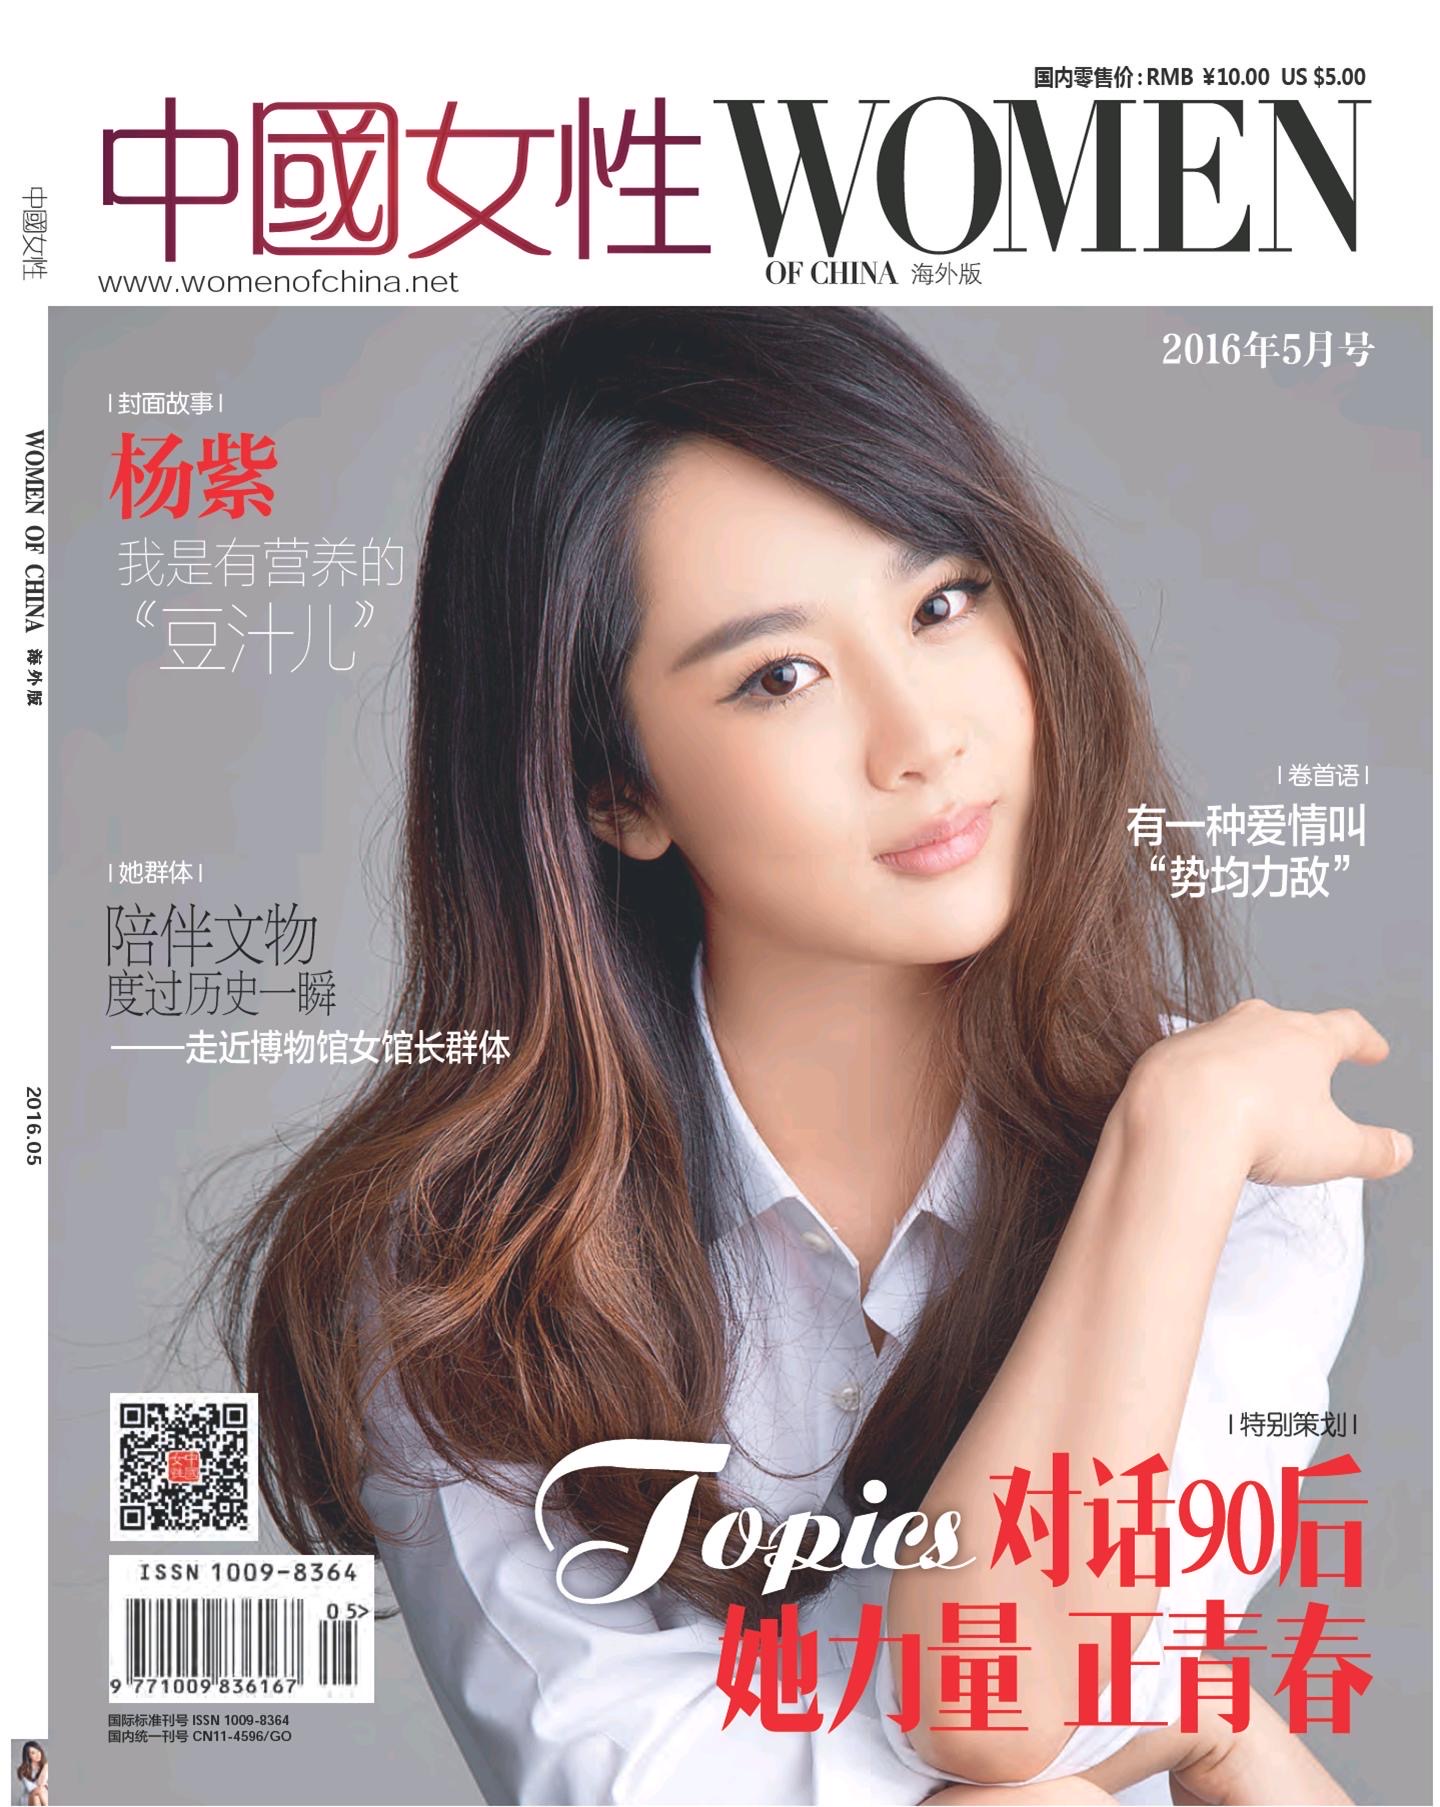 国内零售价：RMB ¥10.00 US $5.00
中國女性 WOMEN
www.womenofchina.net
OF CHINA 海外版
中國女性
WOMEN OF CHINA 海外版
2016.05
2016年5月号
|封面故事|
杨紫
我是有营养的
“豆汁儿”
|卷首语|
有一种爱情叫
“势均力敌”
|她群体|
陪伴文物
度过历史一瞬
——走近博物馆女馆长群体
|特别策划|
Topics 对话90后
她力量 正青春
中國女性
ISSN 1009-8364
05>
9 771009 836167
国际标准刊号 ISSN 1009-8364
国内统一刊号 CN11-4596/GO